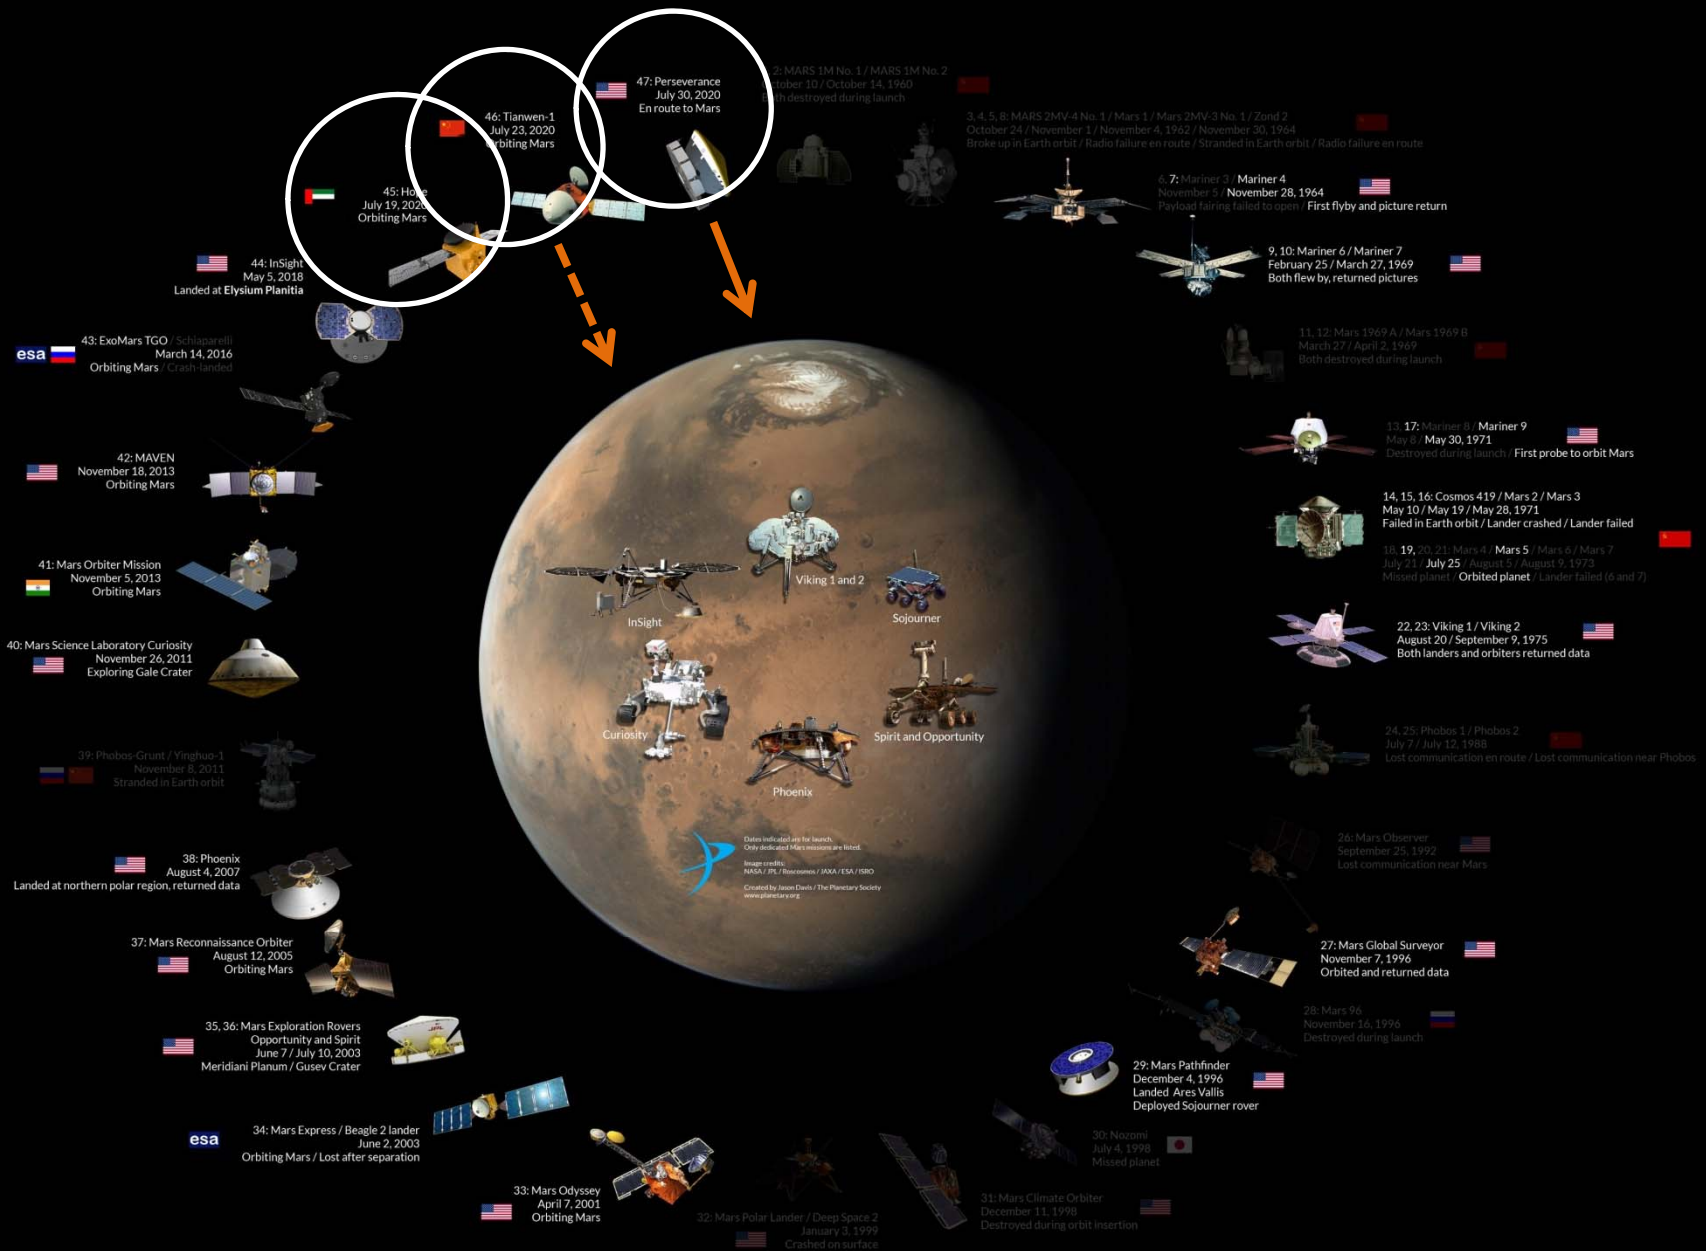 47: Perseverance
July 30, 2020
En route to Mars
2: MARS 1M No. 1 / MARS 1M No. 2
October 10 / October 14, 1960
Both destroyed during launch
3, 4, 5, 8: MARS 2MV-4 No. 1 / Mars 1 / Mars 2MV-3 No. 1 / Zond 2
October 24 / November 1 / November 4, 1962 / November 30, 1964
Broke up in Earth orbit / Radio failure en route / Stranded in Earth orbit / Radio failure en route
6, 7: Mariner 3 / Mariner 4
November 5 / November 28, 1964
Payload fairing failed to open / First flyby and picture return
9, 10: Mariner 6 / Mariner 7
February 25 / March 27, 1969
Both flew by, returned pictures
11, 12: Mars 1969 A / Mars 1969 B
March 27 / April 2, 1969
Both destroyed during launch
13, 17: Mariner 8 / Mariner 9
May 8 / May 30, 1971
Destroyed during launch / First probe to orbit Mars
14, 15, 16: Cosmos 419 / Mars 2 / Mars 3
May 10 / May 19 / May 28, 1971
Failed in Earth orbit / Lander crashed / Lander failed
18, 19, 20, 21: Mars 4 / Mars 5 / Mars 6 / Mars 7
July 21 / July 25 / August 5 / August 9, 1973
Missed planet / Orbited planet / Lander failed (6 and 7)
22, 23: Viking 1 / Viking 2
August 20 / September 9, 1975
Both landers and orbiters returned data
24, 25: Phobos 1 / Phobos 2
July 7 / July 12, 1988
Lost communication en route / Lost communication near Phobos
26: Mars Observer
September 25, 1992
Lost communication near Mars
27: Mars Global Surveyor
November 7, 1996
Orbited and returned data
28: Mars 96
November 16, 1996
Destroyed during launch
29: Mars Pathfinder
December 4, 1996
Landed Ares Vallis
Deployed Sojourner rover
30: Nozomi
July 4, 1998
Missed planet
31: Mars Climate Orbiter
December 11, 1998
Destroyed during orbit insertion
32: Mars Polar Lander / Deep Space 2
January 3, 1999
Crashed on surface
33: Mars Odyssey
April 7, 2001
Orbiting Mars
esa
34: Mars Express / Beagle 2 lander
June 2, 2003
Orbiting Mars / Lost after separation
35, 36: Mars Exploration Rovers
Opportunity and Spirit
June 7 / July 10, 2003
Meridiani Planum / Gusev Crater
JPL
37: Mars Reconnaissance Orbiter
August 12, 2005
Orbiting Mars
38: Phoenix
August 4, 2007
Landed at northern polar region, returned data
39: Phobos-Grunt / Yinghuo-1
November 8, 2011
Stranded in Earth orbit
40: Mars Science Laboratory Curiosity
November 26, 2011
Exploring Gale Crater
41: Mars Orbiter Mission
November 5, 2013
Orbiting Mars
42: MAVEN
November 18, 2013
Orbiting Mars
esa
43: ExoMars TGO / Schiaparelli
March 14, 2016
Orbiting Mars / Crash-landed
44: InSight
May 5, 2018
Landed at Elysium Planitia
45: Hope
July 19, 2020
Orbiting Mars
46: Tianwen-1
July 23, 2020
Orbiting Mars
Viking 1 and 2
InSight
Sojourner
Curiosity
Spirit and Opportunity
Phoenix
Dates indicated are for launch.
Only dedicated Mars missions are listed.
Image credits:
NASA / JPL / Roscosmos / JAXA / ESA / ISRO
Created by Jason Davis / The Planetary Society
www.planetary.org